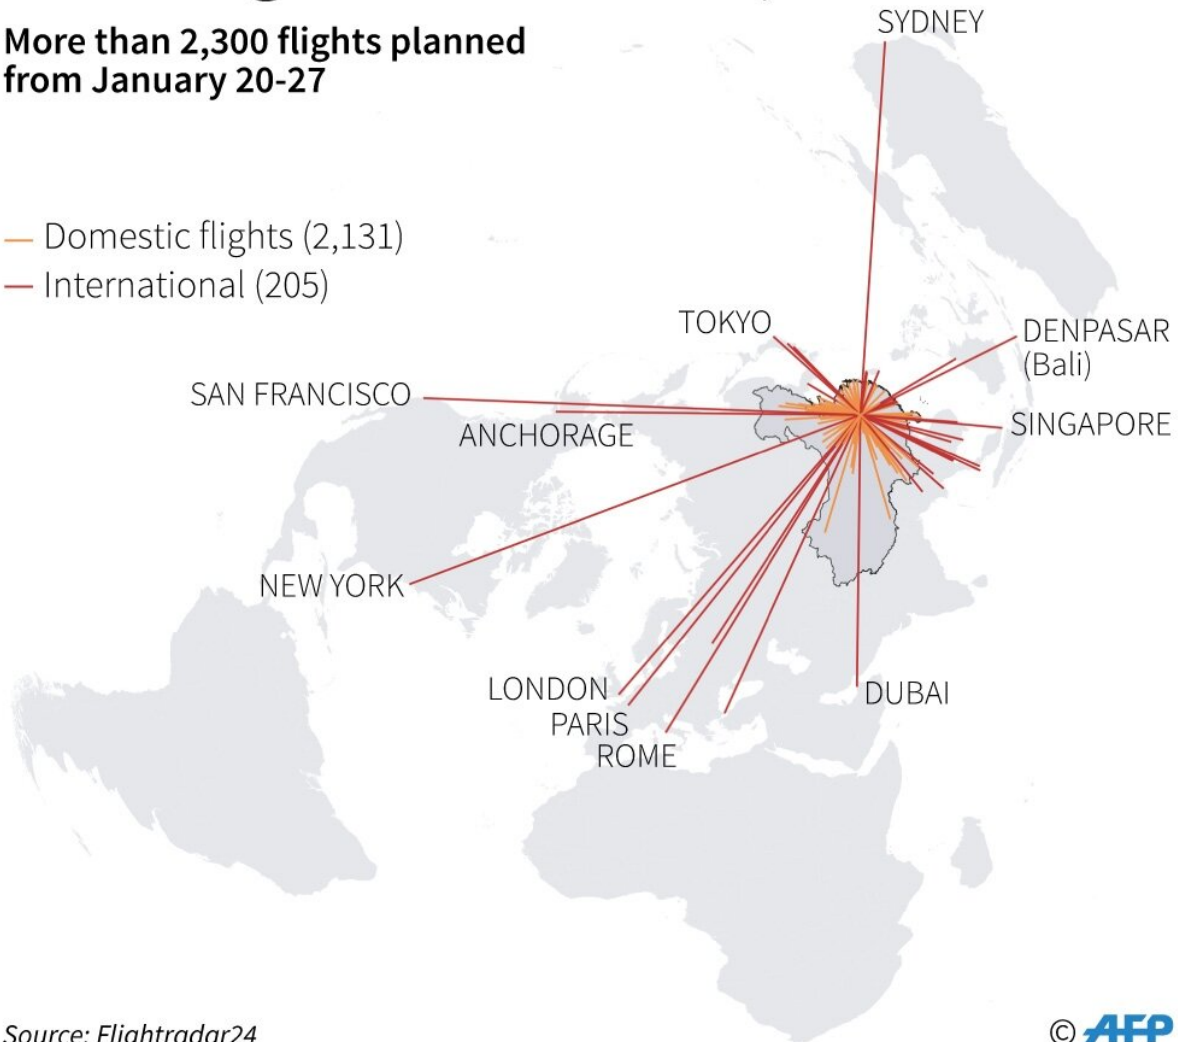 More than 2,300 flights planned
from January 20-27
Domestic flights (2,131)
International (205)
SYDNEY
TOKYO
DENPASAR
(Bali)
SAN FRANCISCO
ANCHORAGE
SINGAPORE
NEW YORK
LONDON
PARIS
ROME
DUBAI
Source: Flightradar24
© AFP